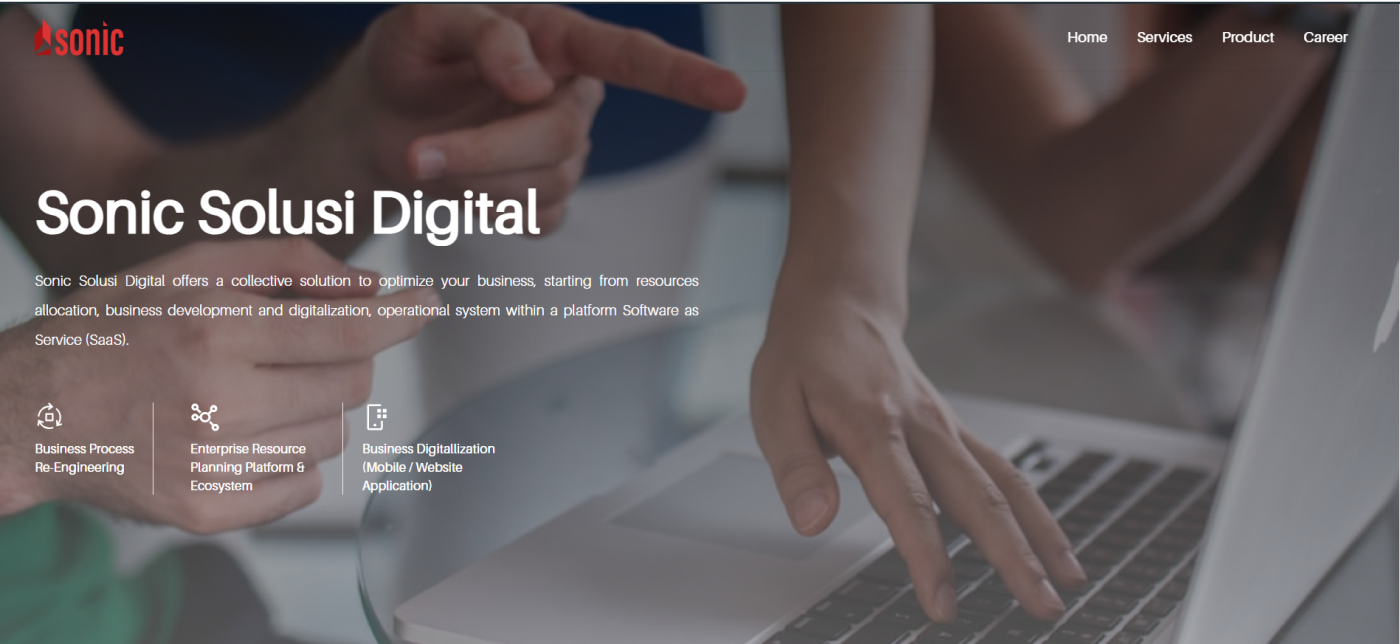 sonic
Home Services Product Career
Sonic Solusi Digital
Sonic Solusi Digital offers a collective solution to optimize your business, starting from resources
allocation, business development and digitalization, operational system within a platform Software as
Service (SaaS).
Business Process
Re-Engineering
Enterprise Resource
Planning Platform &
Ecosystem
Business Digitallization
(Mobile / Website
Application)